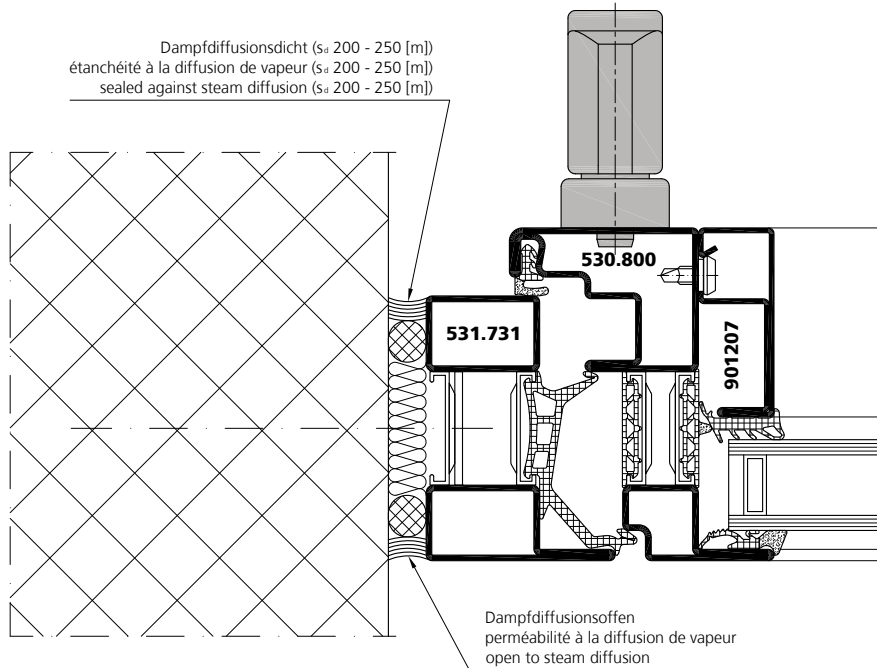 Dampfdiffusionsdicht (sd 200 - 250 [m])
étanchéité à la diffusion de vapeur (sd 200 - 250 [m])
sealed against steam diffusion (sd 200 - 250 [m])
530.800
531.731
901207
Dampfdiffusionsoffen
perméabilité à la diffusion de vapeur
open to steam diffusion